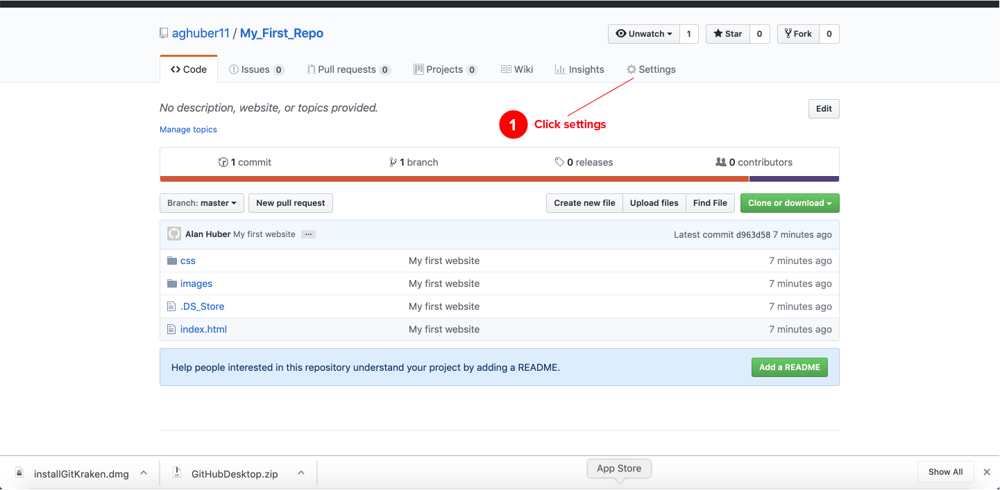 aghuber11 / My_First_Repo
Unwatch 1 Star 0 Fork 0
Code Issues 0 Pull requests 0 Projects 0 Wiki Insights Settings
No description, website, or topics provided.
Edit
1 Click settings
Manage topics
1 commit 1 branch 0 releases 0 contributors
Branch: master New pull request Create new file Upload files Find File Clone or download
Alan Huber My first website ... Latest commit d963d58 7 minutes ago
css My first website 7 minutes ago
images My first website 7 minutes ago
.DS_Store My first website 7 minutes ago
index.html My first website 7 minutes ago
Help people interested in this repository understand your project by adding a README. Add a README
App Store
installGitKraken.dmg GitHubDesktop.zip Show All